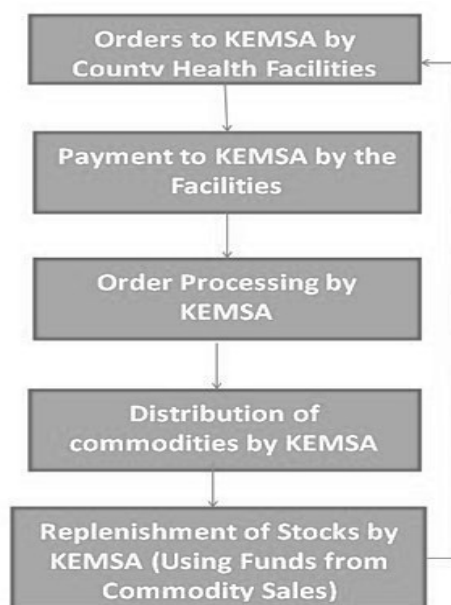 Orders to KEMSA by
County Health Facilities
Payment to KEMSA by the
Facilities
Order Processing by
KEMSA
Distribution of
commodities by KEMSA
Replenishment of Stocks by
KEMSA (Using Funds from
Commodity Sales)